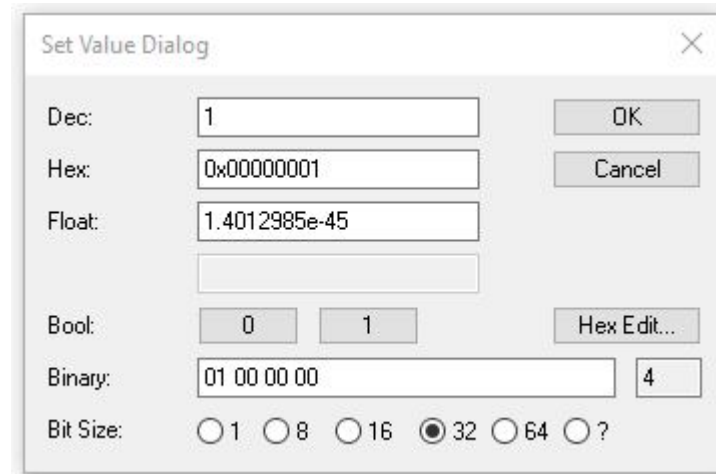 Set Value Dialog
Dec: 1 OK
Hex: 0x00000001 Cancel
Float: 1.4012985e-45
Bool: 0 1 Hex Edit...
Binary: 01 00 00 00 4
Bit Size: 1 8 16 32 64 ?